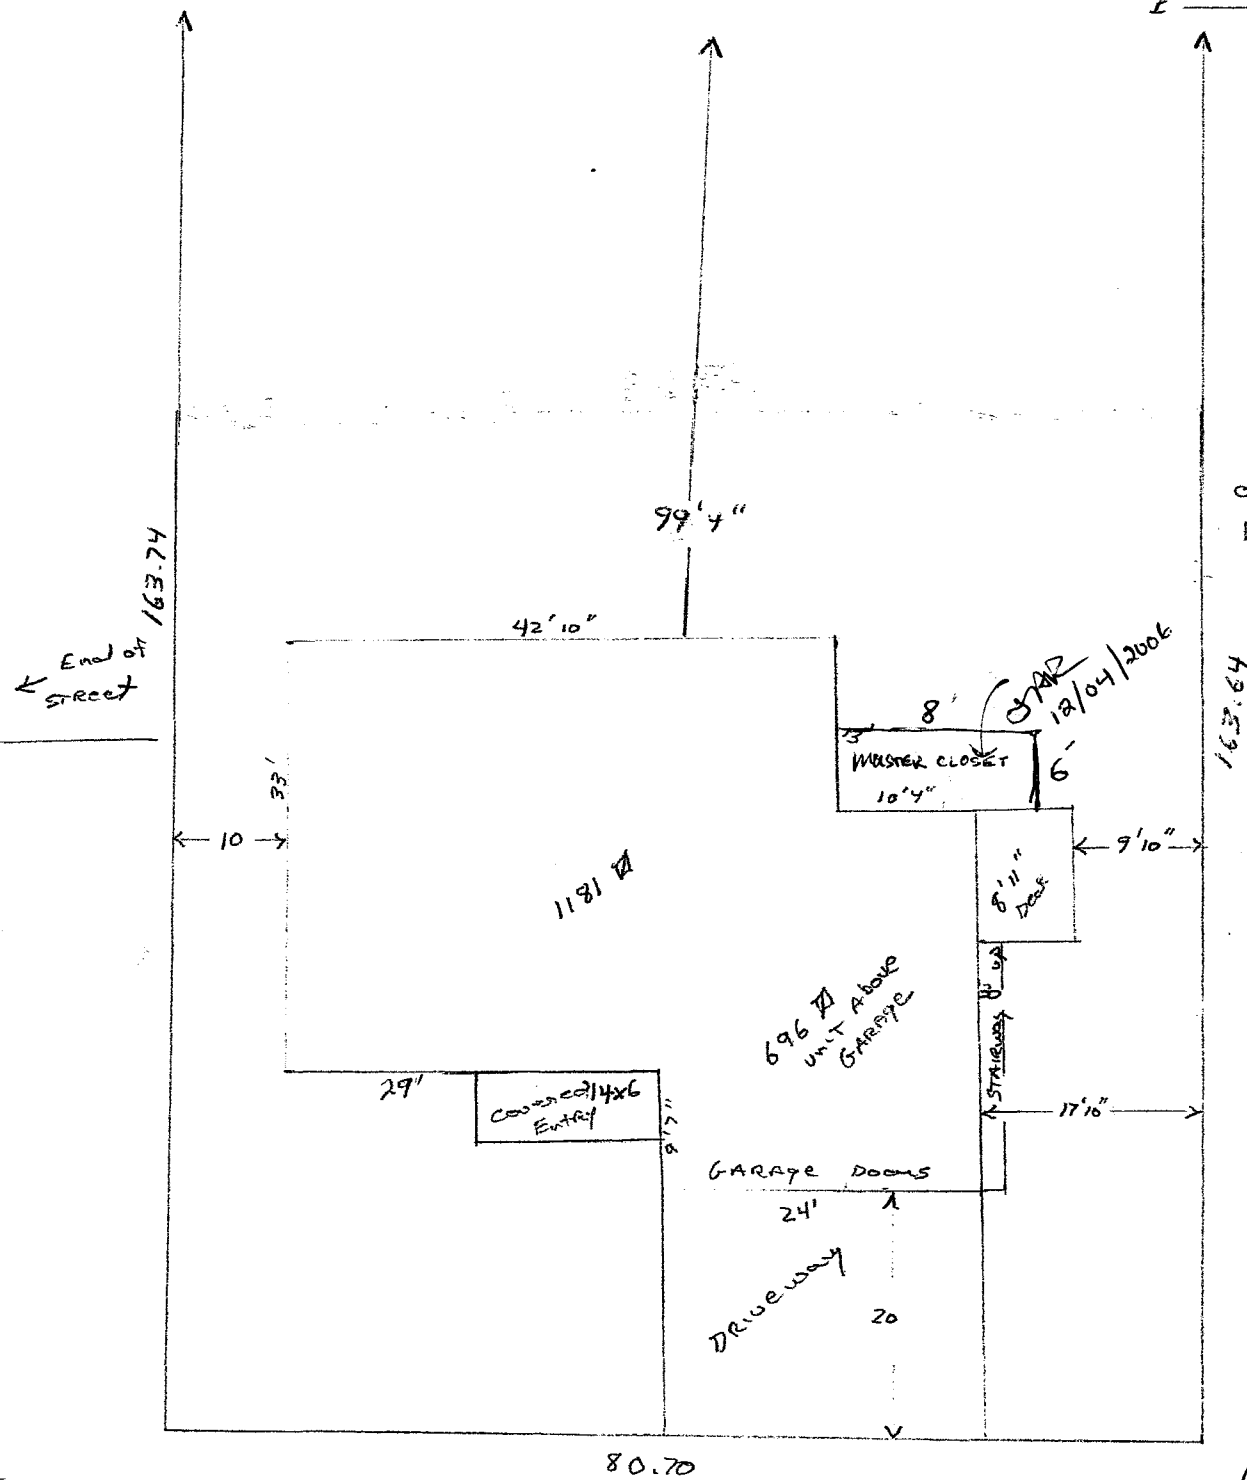 99'4"
163.74
End of
STREET
42'10"
12/04/2006
8'
3'
MASTER CLOSET
6'
10'4"
163.64
33'
10
9'10"
8'11"
Deck
1181
696
unit Above
GARAGE
STAIRWAY
up
29"
covered 14x6
Entry
9'7"
17'10"
GARAGE Doors
24'
DRIVEWAY
20
80.70